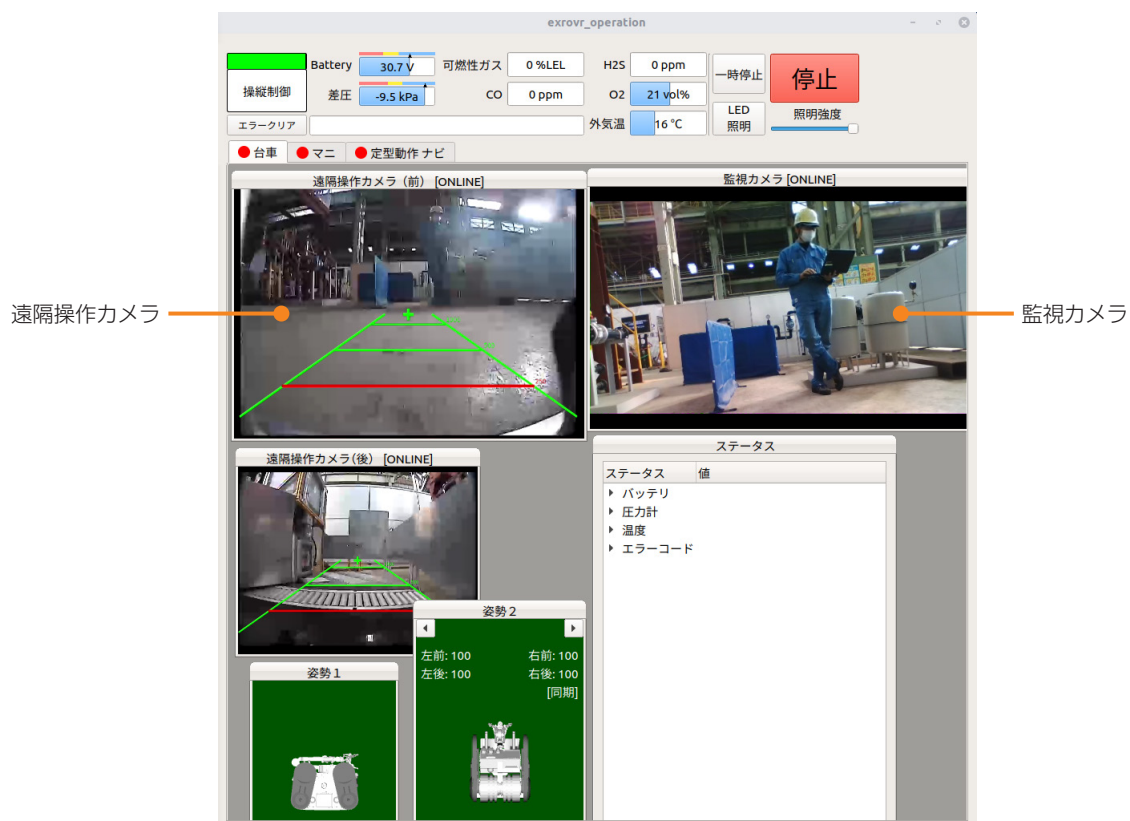 exrovr_operation
操縦制御
Battery 30.7 V
差圧 -9.5 kPa
可燃性ガス 0 %LEL
CO 0 ppm
H2S 0 ppm
O2 21 vol%
外気温 16 °C
一時停止
LED
照明
停止
照明強度
エラークリア
台車 マニ 定型動作 ナビ
遠隔操作カメラ（前） [ONLINE]
監視カメラ [ONLINE]
遠隔操作カメラ
監視カメラ
遠隔操作カメラ(後） [ONLINE]
ステータス
ステータス 値
バッテリ
圧力計
温度
エラーコード
姿勢 1
姿勢 2
左前: 100 右前: 100
左後: 100 右後: 100
[同期]